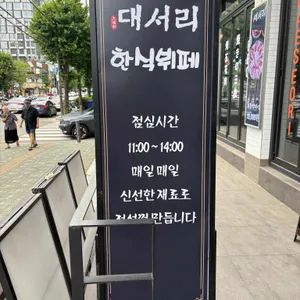 대서리
한식뷔페
점심시간
11:00~14:00
매일 매일
신선한 재료로
정성껏 만듭니다